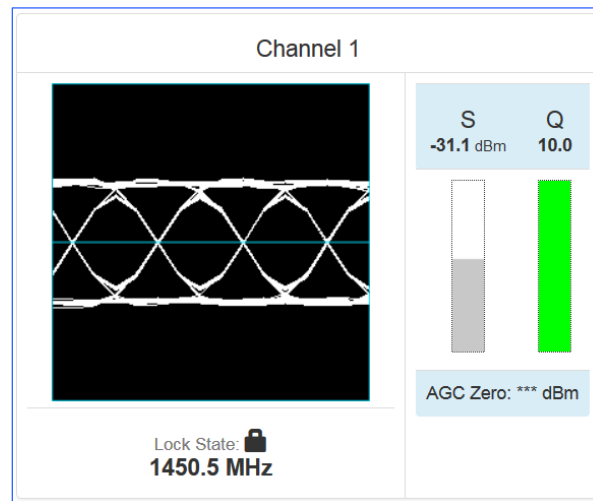 Channel 1
S Q
-31.1 dBm 10.0
AGC Zero: *** dBm
Lock State:
1450.5 MHz